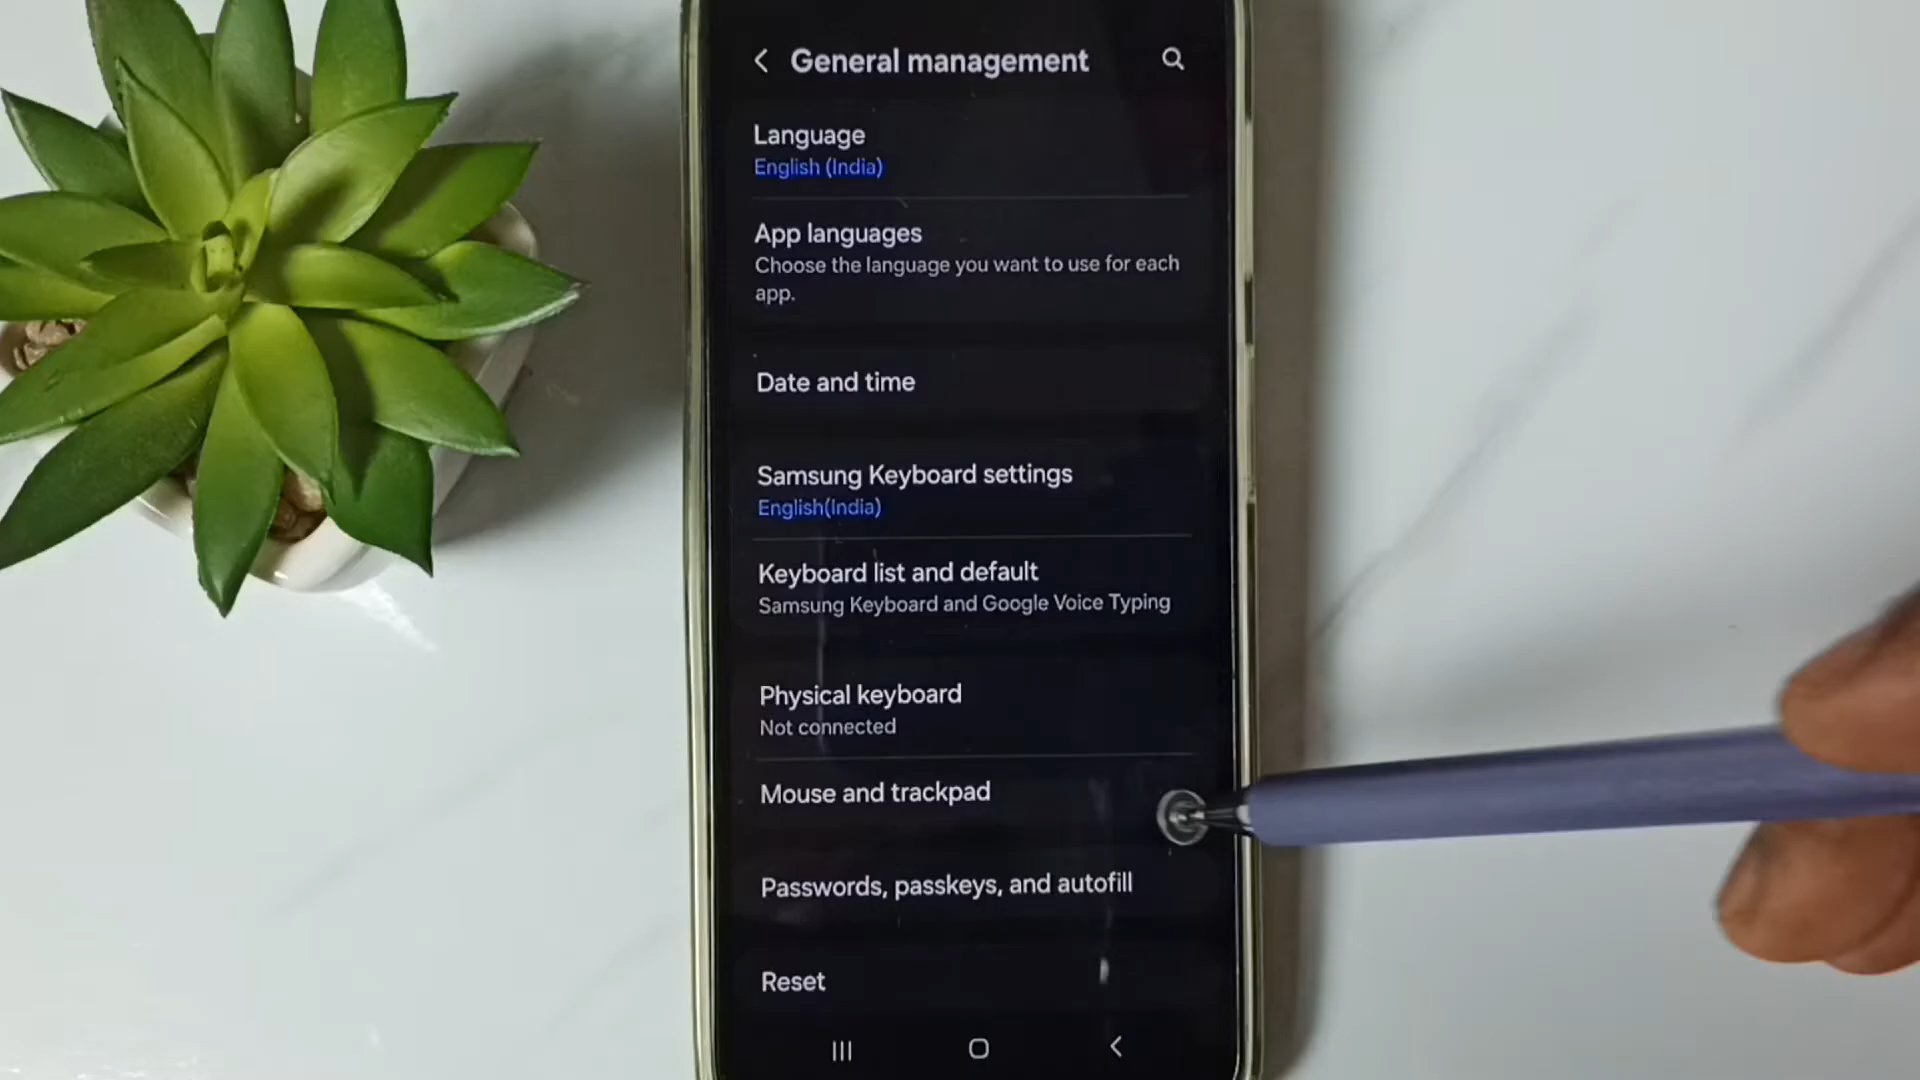 General management
Language
English (India)
App languages
Choose the language you want to use for each
app.
Date and time
Samsung Keyboard settings
English(India)
Keyboard list and default
Samsung Keyboard and Google Voice Typing
Physical keyboard
Not connected
Mouse and trackpad
Passwords, passkeys, and autofill
Reset